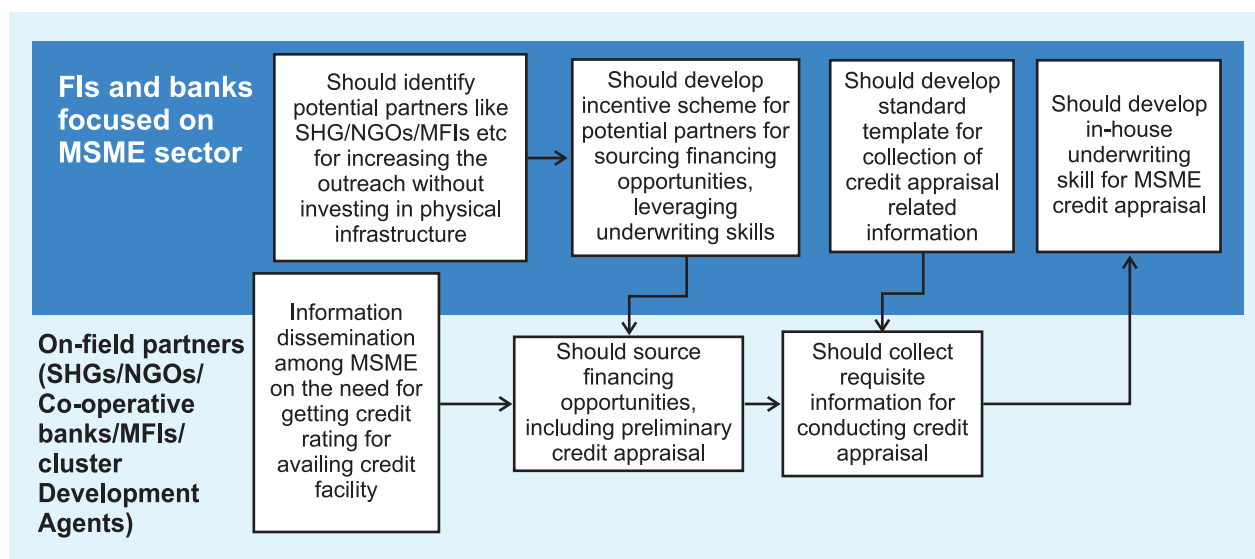 FIs and banks
focused on
MSME sector
Should identify
potential partners like
SHG/NGOs/MFIs etc
for increasing the
outreach without
investing in physical
infrastructure
Should develop
incentive scheme for
potential partners for
sourcing financing
opportunities,
leveraging
underwriting skills
Should develop
standard
template for
collection of
credit appraisal
related
information
Should develop
in-house
underwriting
skill for MSME
credit appraisal
On-field partners
(SHGs/NGOs/
Co-operative
banks/MFIs/
cluster
Development
Agents)
Information
dissemination
among MSME
on the need for
getting credit
rating for
availing credit
facility
Should source
financing
opportunities,
including preliminary
credit appraisal
Should collect
requisite
information for
conducting credit
appraisal